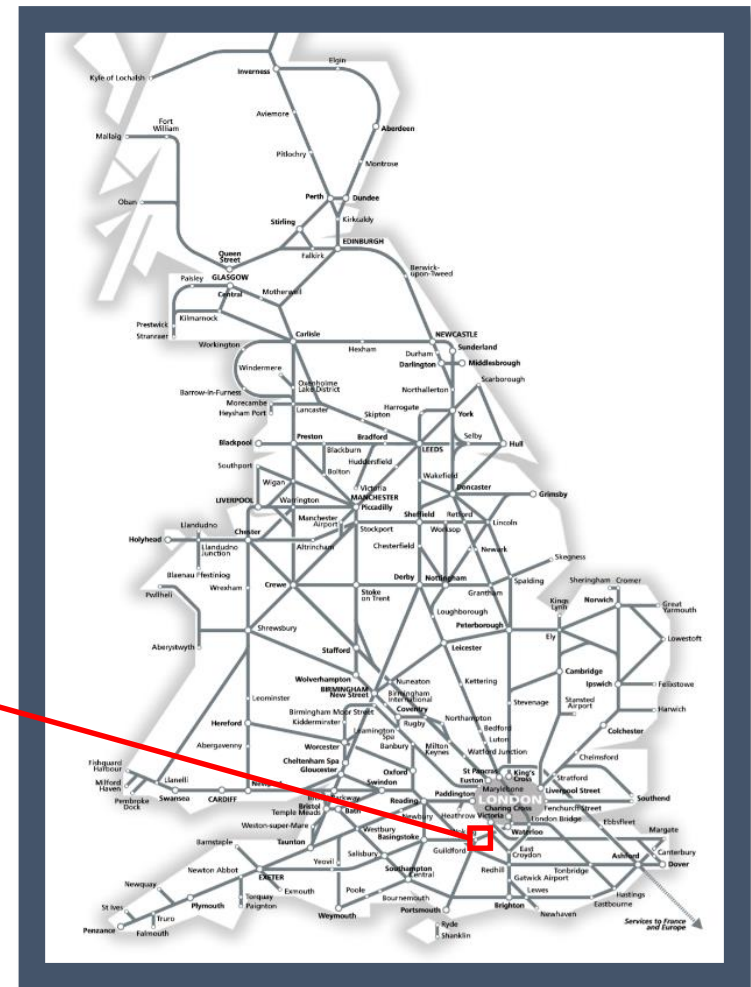 Elgin
Kyle of Lochalsh
Inverness
Aviemore
Fort
William
Mallaig
Aberdeen
Pitlochry
Montrose
Perth
Dundee
Oban
Stirling
Kirkcaldy
EDINBURGH
Queen
Street
Falkirk
Berwick-
upon-Tweed
Paisley
GLASGOW
Central
Motherwell
Prestwick
Kilmarnock
Stranraer
Carlisle
NEWCASTLE
Workington
Hexham
Sunderland
Durham
Darlington
Middlesbrough
Windermere
Oxenholme
Lake District
Scarborough
Barrow-in-Furness
Northallerton
Morecambe
Heysham Port
Lancaster
Harrogate
York
Skipton
Blackpool
Preston
Bradford
Selby
Hull
Blackburn
LEEDS
Southport
Huddersfield
Bolton
Wakefield
Wigan
Victoria
Doncaster
LIVERPOOL
Warrington
MANCHESTER
Piccadilly
Grimsby
Manchester
Airport
Sheffield
Retford
Llandudno
Stockport
Worksop
Lincoln
Holyhead
Chester
Llandudno
Junction
Altrincham
Chesterfield
Newark
Skegness
Blaenau Ffestiniog
Pwllheli
Wrexham
Crewe
Stoke
on Trent
Derby
Nottingham
Grantham
Spalding
Sheringham
Cromer
Kings
Lynn
Norwich
Great
Yarmouth
Loughborough
Shrewsbury
Peterborough
Ely
Lowestoft
Aberystwyth
Stafford
Leicester
Wolverhampton
Nuneaton
Cambridge
BIRMINGHAM
New Street
Birmingham
International
Kettering
Ipswich
Felixstowe
Leominster
Coventry
Stevenage
Stansted
Airport
Birmingham Moor Street
Harwich
Hereford
Kidderminster
Rugby
Northampton
Leamington
Spa
Bedford
Colchester
Abergavenny
Worcester
Banbury
Milton
Keynes
Luton
Watford Junction
Chelmsford
Cheltenham Spa
Gloucester
Oxford
St Pancras
King's
Cross
Stratford
Fishguard
Harbour
Euston
Llanelli
Swindon
Marylebone
Liverpool Street
Milford
Haven
Paddington
LONDON
Southend
Pembroke
Dock
Swansea
CARDIFF
Parkway
Reading
Charing Cross
Fenchurch Street
Bristol
Temple Meads
Bath
Newbury
Heathrow
Victoria
London Bridge
Ebbsfleet
Weston-super-Mare
Westbury
Basingstoke
Waterloo
Margate
Barnstaple
Taunton
Salisbury
Guildford
East
Croydon
Canterbury
Newton Abbot
Yeovil
Southampton
Central
Redhill
Tonbridge
Ashford
Dover
EXETER
Gatwick Airport
Newquay
Exmouth
Poole
Lewes
Hastings
St Ives
Plymouth
Torquay
Paignton
Bournemouth
Eastbourne
Truro
Weymouth
Portsmouth
Brighton
Newhaven
Penzance
Falmouth
Ryde
Shanklin
Services to France
and Europe